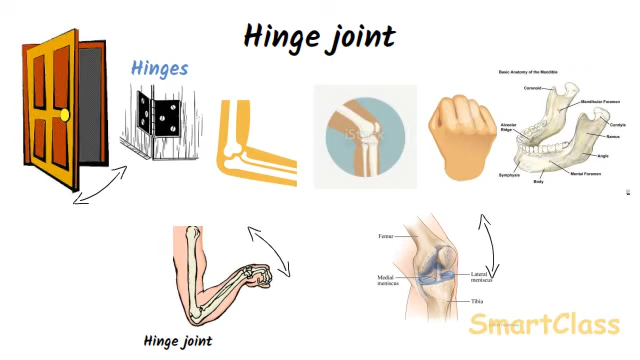 Hinge joint
Hinges
Basic Anatomy of the Mandible
Coronoid
Mandibular Foramen
Alveolar
Ridge
Condyle
Ramus
Angle
Symphysis
Body
Mental Foramen
Femur
Medial
meniscus
Lateral
meniscus
Tibia
Hinge joint
SmartClass